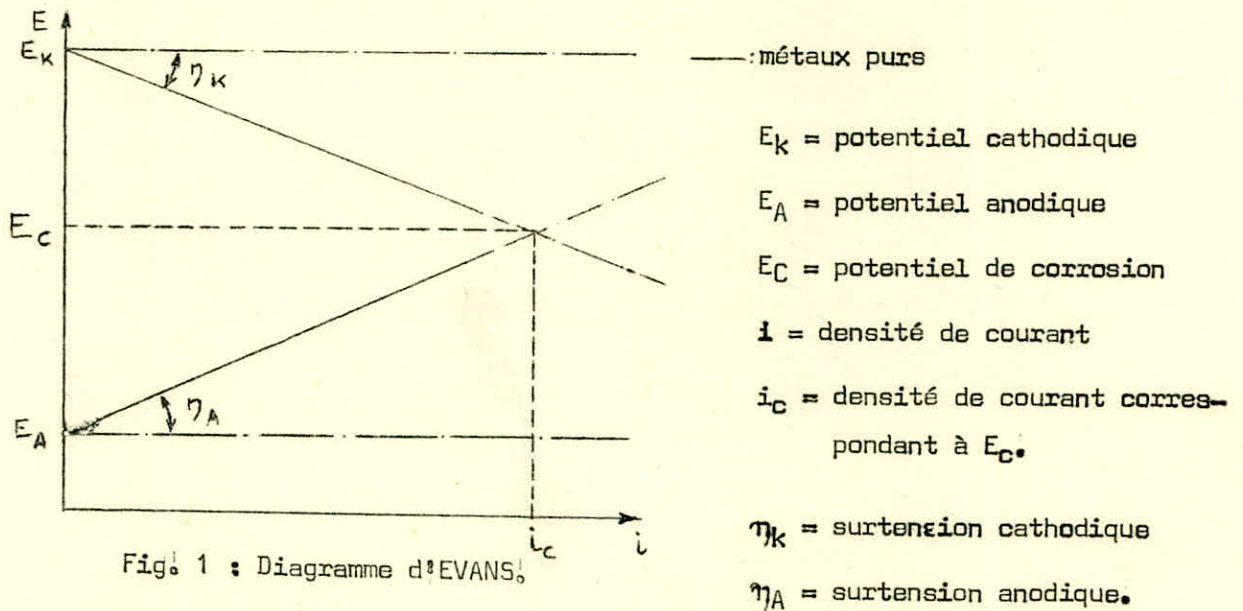 E
E_K
η_K
E_C
η_A
E_A
i_c
i
Fig. 1 : Diagramme d'EVANS.
—:métaux purs
E_k = potentiel cathodique
E_A = potentiel anodique
E_C = potentiel de corrosion
i = densité de courant
i_c = densité de courant corres-
pondant à E_c.
η_k = surtension cathodique
η_A = surtension anodique.